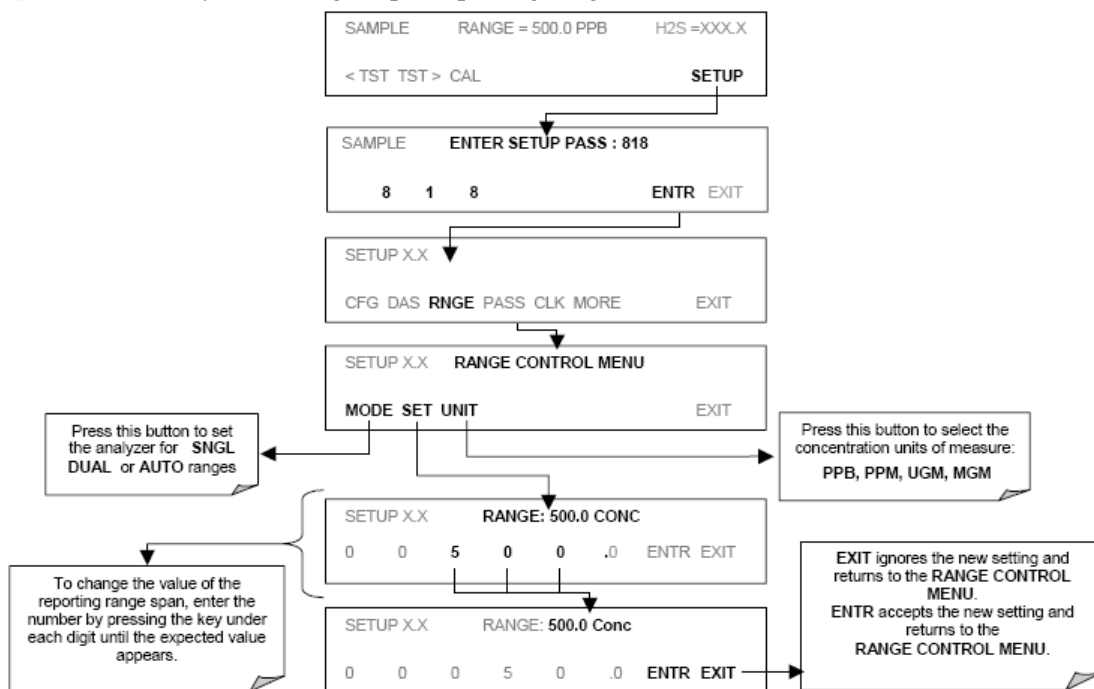 SAMPLE RANGE = 500.0 PPB H2S =XXX.X
< TST TST > CAL SETUP
SAMPLE ENTER SETUP PASS : 818
8 1 8 ENTR EXIT
SETUP X.X
CFG DAS RNGE PASS CLK MORE EXIT
SETUP X.X RANGE CONTROL MENU
MODE SET UNIT EXIT
Press this button to set
the analyzer for SNGL
DUAL or AUTO ranges
Press this button to select the
concentration units of measure:
PPB, PPM, UGM, MGM
SETUP X.X RANGE: 500.0 CONC
0 0 5 0 0 .0 ENTR EXIT
To change the value of the
reporting range span, enter the
number by pressing the key under
each digit until the expected value
appears.
EXIT ignores the new setting and
returns to the RANGE CONTROL
MENU.
ENTR accepts the new setting and
returns to the
RANGE CONTROL MENU.
SETUP X.X RANGE: 500.0 Conc
0 0 0 5 0 .0 ENTR EXIT